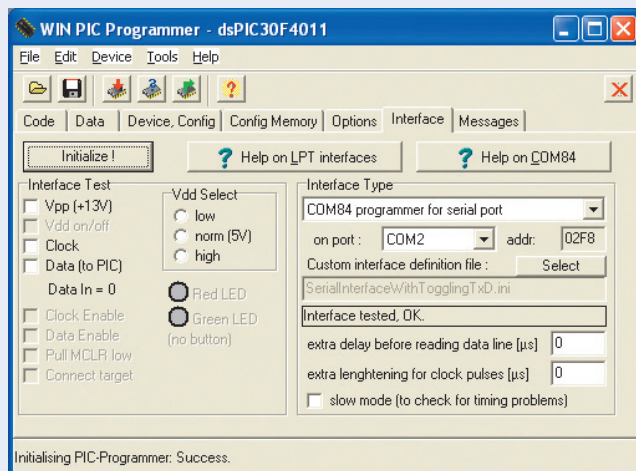 WIN PIC Programmer - dsPIC30F4011
File Edit Device Tools Help
Code Data Device, Config Config Memory Options Interface Messages
Initialize !
? Help on LPT interfaces
? Help on COM84
Interface Test
Vpp (+13V)
Vdd on/off
Clock
Data (to PIC)
Data In = 0
Clock Enable
Data Enable
Pull MCLR low
Connect target
Vdd Select
low
norm (5V)
high
Red LED
Green LED
(no button)
Interface Type
COM84 programmer for serial port
on port : COM2 addr: 02F8
Custom interface definition file : Select
SerialInterfaceWithTogglingTxD.ini
Interface tested, OK.
extra delay before reading data line [µs] 0
extra lenghtening for clock pulses [µs] 0
slow mode (to check for timing problems)
Initialising PIC-Programmer: Success.